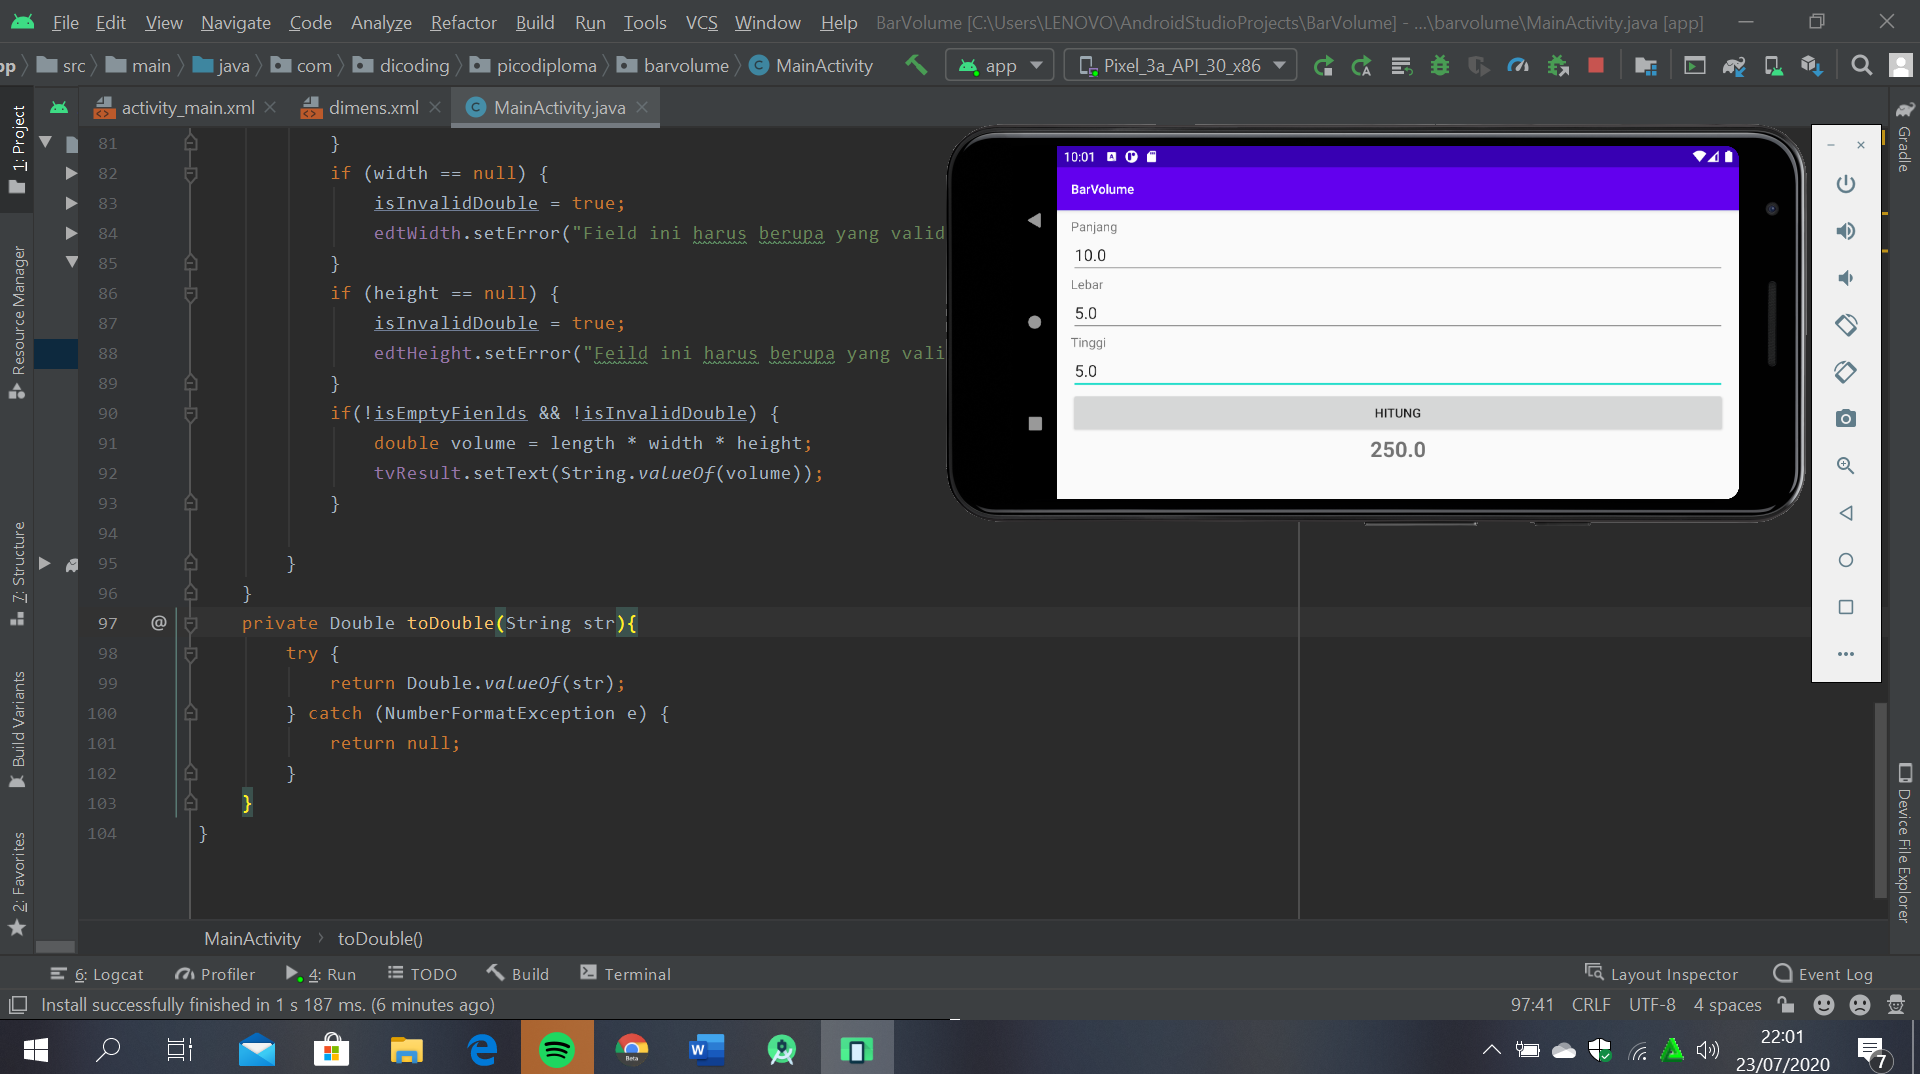 File Edit View Navigate Code Analyze Refactor Build Run Tools VCS Window Help BarVolume [C:\Users\LENOVO\AndroidStudioProjects\BarVolume] - ...\barvolume\MainActivity.java [app]
pp src main java com dicoding picodiploma barvolume MainActivity app Pixel_3a_API_30_x86
activity_main.xml dimens.xml MainActivity.java
1: Project
Resource Manager
7: Structure
Build Variants
2: Favorites
81 }
82 if (width == null) {
83 isInvalidDouble = true;
84 edtWidth.setError("Field ini harus berupa yang valid
85 }
86 if (height == null) {
87 isInvalidDouble = true;
88 edtHeight.setError("Feild ini harus berupa yang vali
89 }
90 if(!isEmptyFienlds && !isInvalidDouble) {
91 double volume = length * width * height;
92 tvResult.setText(String.valueOf(volume));
93 }
94
95 }
96 }
97 @ private Double toDouble(String str){
98 try {
99 return Double.valueOf(str);
100 } catch (NumberFormatException e) {
101 return null;
102 }
103 }
104 }
10:01
BarVolume
Panjang
10.0
Lebar
5.0
Tinggi
5.0
HITUNG
250.0
Gradle
Device File Explorer
MainActivity toDouble()
6: Logcat Profiler 4: Run TODO Build Terminal Layout Inspector Event Log
Install successfully finished in 1 s 187 ms. (6 minutes ago) 97:41 CRLF UTF-8 4 spaces
Beta
22:01
23/07/2020
7